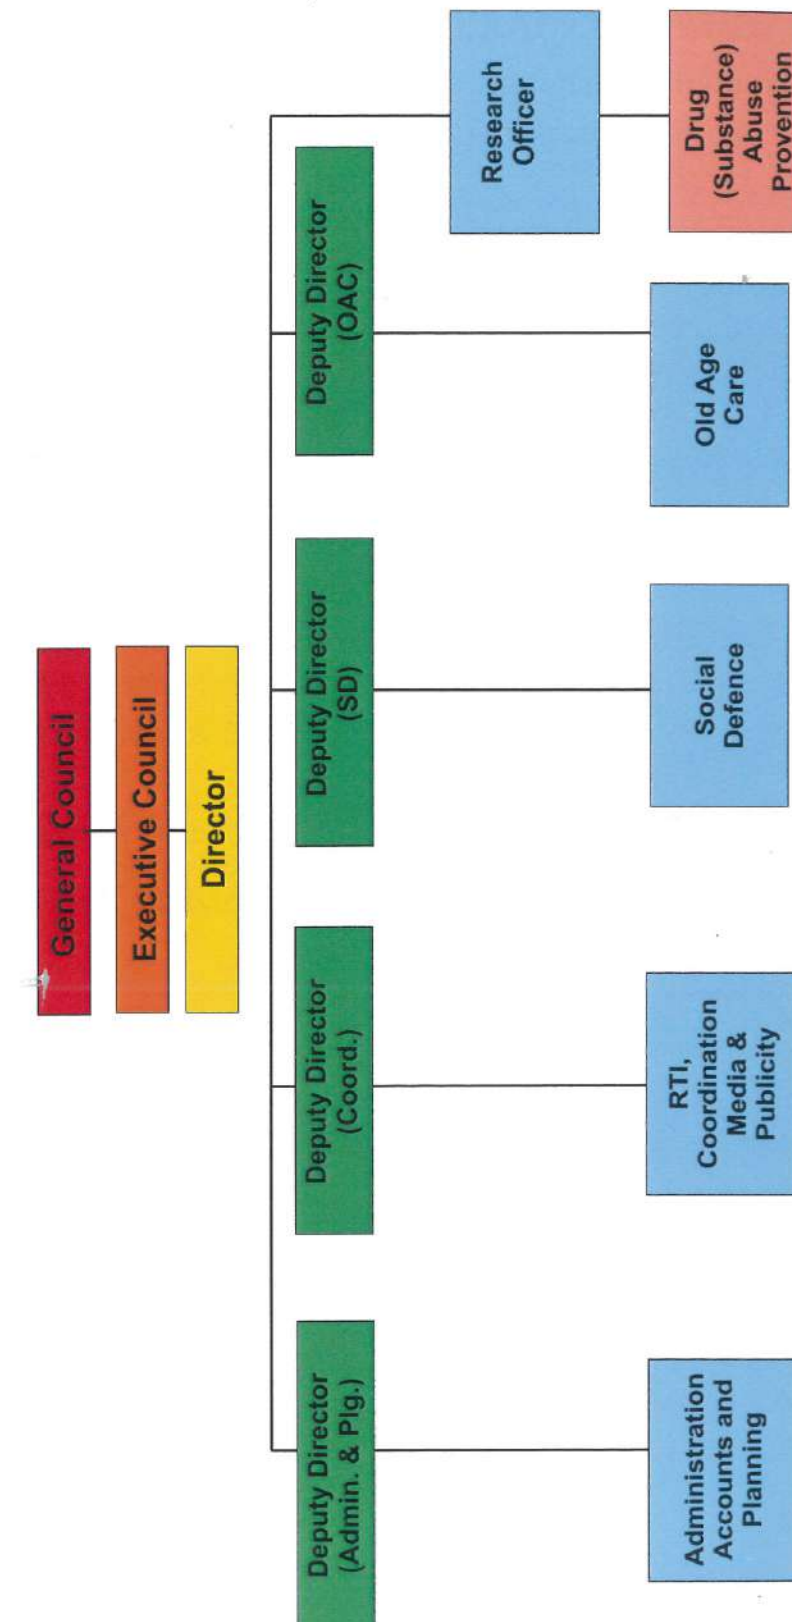 General Council
Executive Council
Director
Deputy Director
(Admin. & Plg.)
Deputy Director
(Coord.)
Deputy Director
(SD)
Deputy Director
(OAC)
Research
Officer
Administration
Accounts and
Planning
RTI,
Coordination
Media &
Publicity
Social
Defence
Old Age
Care
Drug
(Substance)
Abuse
Provention